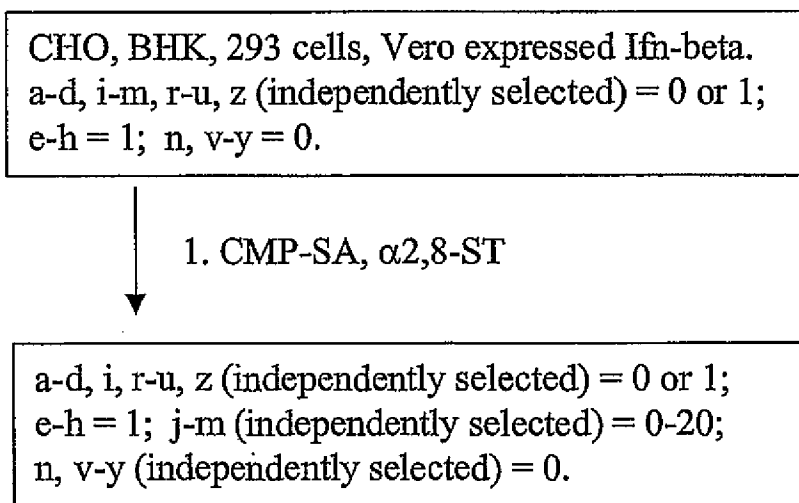 CHO, BHK, 293 cells, Vero expressed Ifn-beta.
a-d, i-m, r-u, z (independently selected) = 0 or 1;
e-h = 1; n, v-y = 0.
1. CMP-SA, α2,8-ST
a-d, i, r-u, z (independently selected) = 0 or 1;
e-h = 1; j-m (independently selected) = 0-20;
n, v-y (independently selected) = 0.